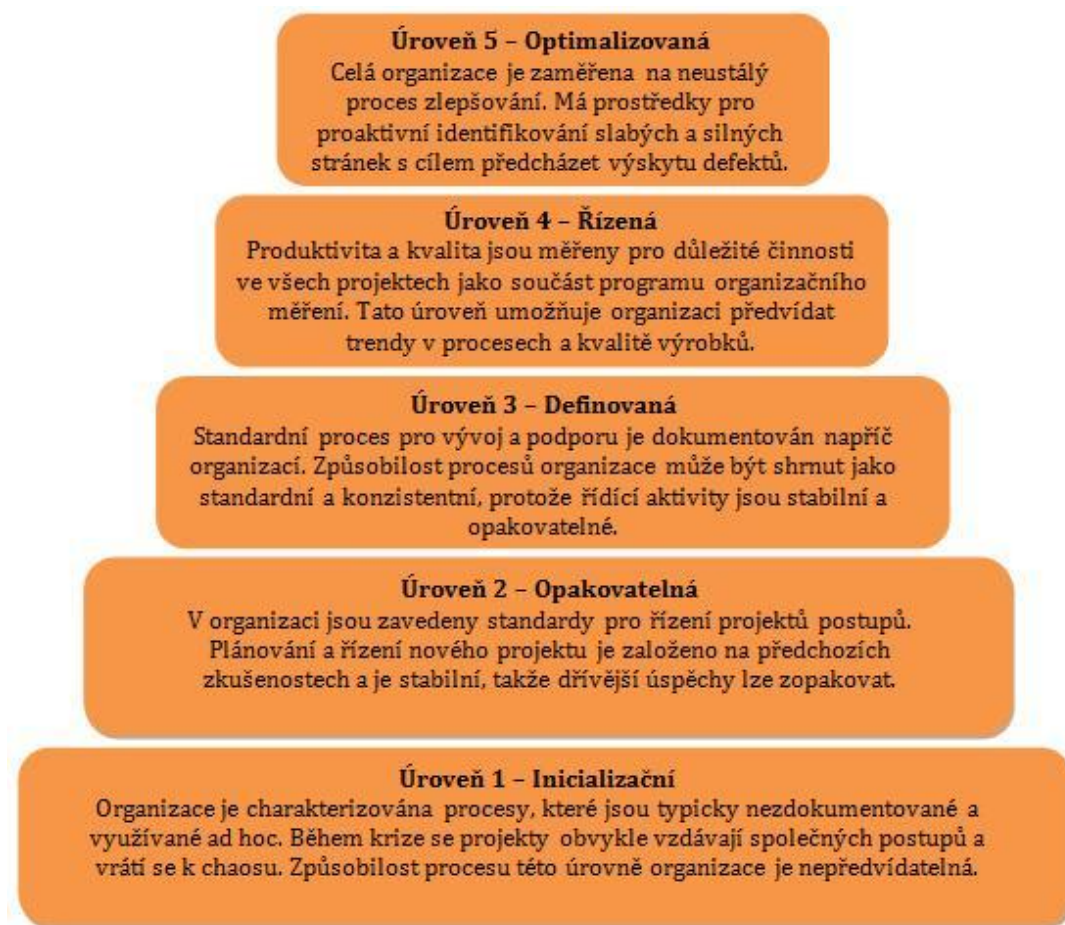 Úroveň 5 – Optimalizovaná
Celá organizace je zaměřena na neustálý
proces zlepšování. Má prostředky pro
proaktivní identifikování slabých a silných
stránek s cílem předcházet výskytu defektů.
Úroveň 4 – Řízená
Produktivita a kvalita jsou měřeny pro důležité činnosti
ve všech projektech jako součást programu organizačního
měření. Tato úroveň umožňuje organizaci předvídat
trendy v procesech a kvalitě výrobků.
Úroveň 3 – Definovaná
Standardní proces pro vývoj a podporu je dokumentován napříč
organizací. Způsobilost procesů organizace může být shrnut jako
standardní a konzistentní, protože řídící aktivity jsou stabilní a
opakovatelné.
Úroveň 2 – Opakovatelná
V organizaci jsou zavedeny standardy pro řízení projektů postupů.
Plánování a řízení nového projektu je založeno na předchozích
zkušenostech a je stabilní, takže dřívější úspěchy lze zopakovat.
Úroveň 1 – Inicializační
Organizace je charakterizována procesy, které jsou typicky nezdokumentované a
využívané ad hoc. Během krize se projekty obvykle vzdávají společných postupů a
vrátí se k chaosu. Způsobilost procesu této úrovně organizace je nepředvídatelná.